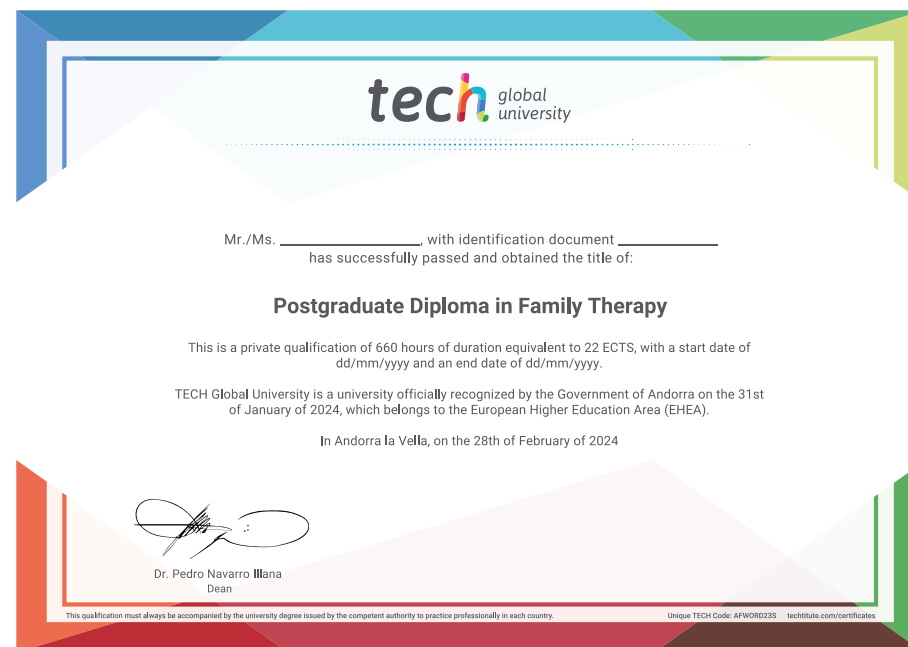 tech global university
Mr./Ms. ____________, with identification document ____________
has successfully passed and obtained the title of:
Postgraduate Diploma in Family Therapy
This is a private qualification of 660 hours of duration equivalent to 22 ECTS, with a start date of
dd/mm/yyyy and an end date of dd/mm/yyyy.
TECH Global University is a university officially recognized by the Government of Andorra on the 31st
of January of 2024, which belongs to the European Higher Education Area (EHEA).
In Andorra la Vella, on the 28th of February of 2024
Dr. Pedro Navarro Illana
Dean
This qualification must always be accompanied by the university degree issued by the competent authority to practice professionally in each country. Unique TECH Code: AFWORD23S techtitute.com/certificates